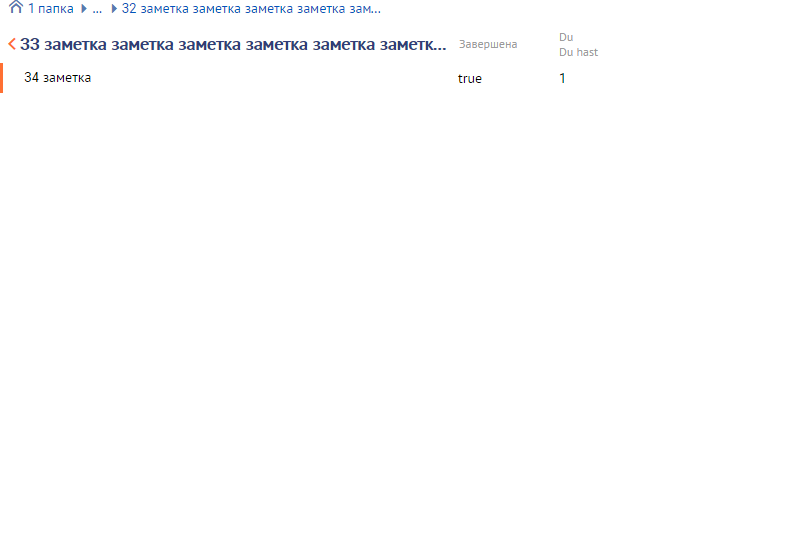 1 папка ... 32 заметка заметка заметка заметка зам...
33 заметка заметка заметка заметка заметка заметк... Завершена Du
Du hast
34 заметка true 1